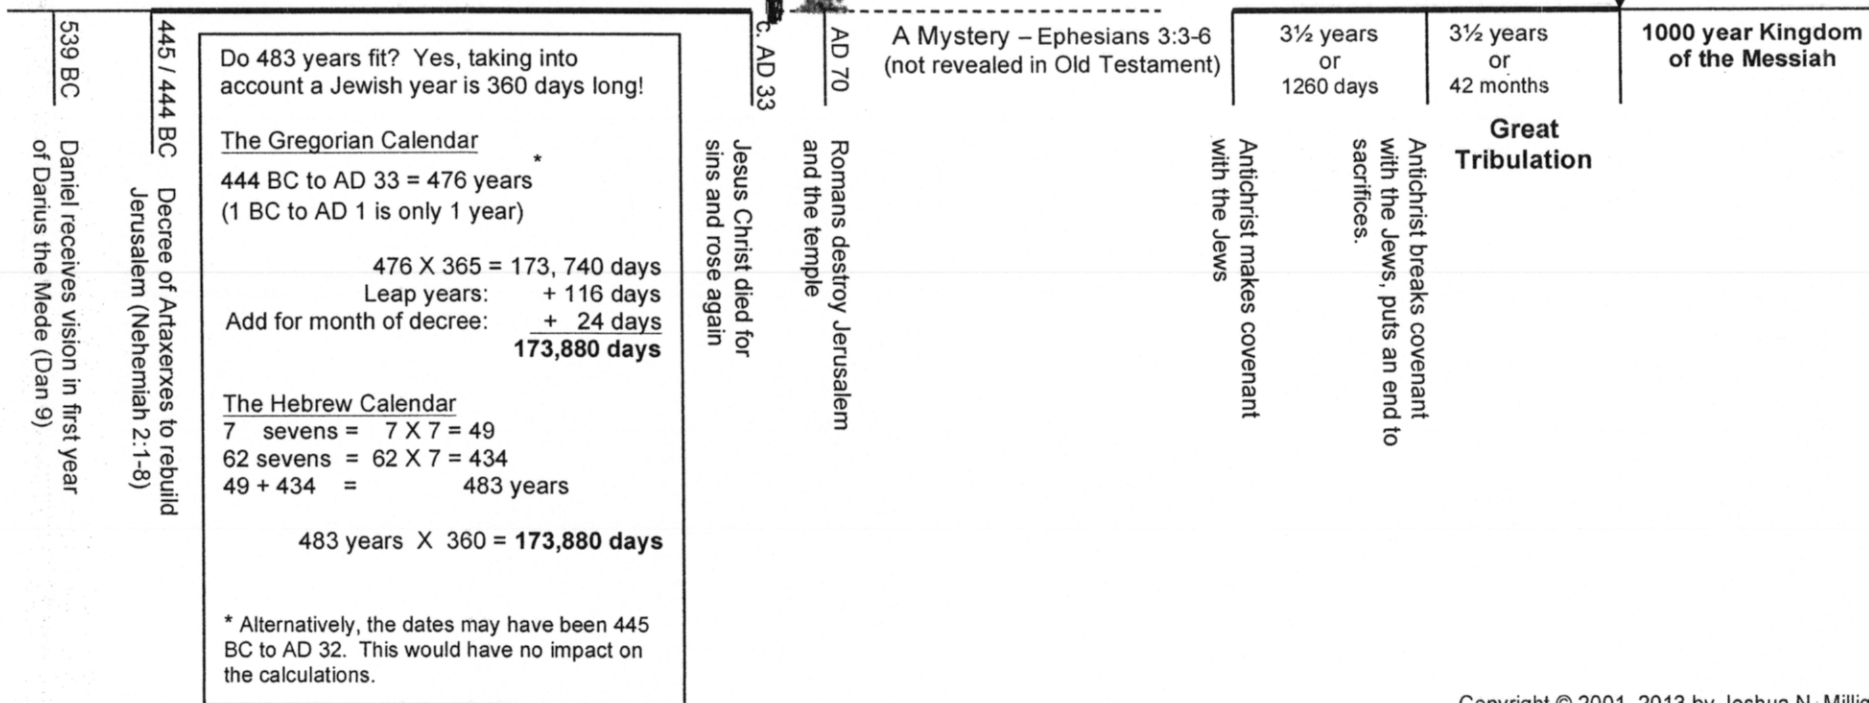 539 BC
Daniel receives vision in first year
of Darius the Mede (Dan 9)
445 / 444 BC
Decree of Artaxerxes to rebuild
Jerusalem (Nehemiah 2:1-8)
Do 483 years fit? Yes, taking into
account a Jewish year is 360 days long!
The Gregorian Calendar
444 BC to AD 33 = 476 years*
(1 BC to AD 1 is only 1 year)
476 X 365 = 173, 740 days
Leap years: + 116 days
Add for month of decree: + 24 days
173,880 days
The Hebrew Calendar
7 sevens = 7 X 7 = 49
62 sevens = 62 X 7 = 434
49 + 434 = 483 years
483 years X 360 = 173,880 days
* Alternatively, the dates may have been 445
BC to AD 32. This would have no impact on
the calculations.
c. AD 33
Jesus Christ died for
sins and rose again
AD 70
Romans destroy Jerusalem
and the temple
A Mystery – Ephesians 3:3-6
(not revealed in Old Testament)
Antichrist makes covenant
with the Jews
3½ years
or
1260 days
Antichrist breaks covenant
with the Jews, puts an end to
sacrifices.
3½ years
or
42 months
Great
Tribulation
1000 year Kingdom
of the Messiah
Copyright © 2001, 2013 by Joshua N.